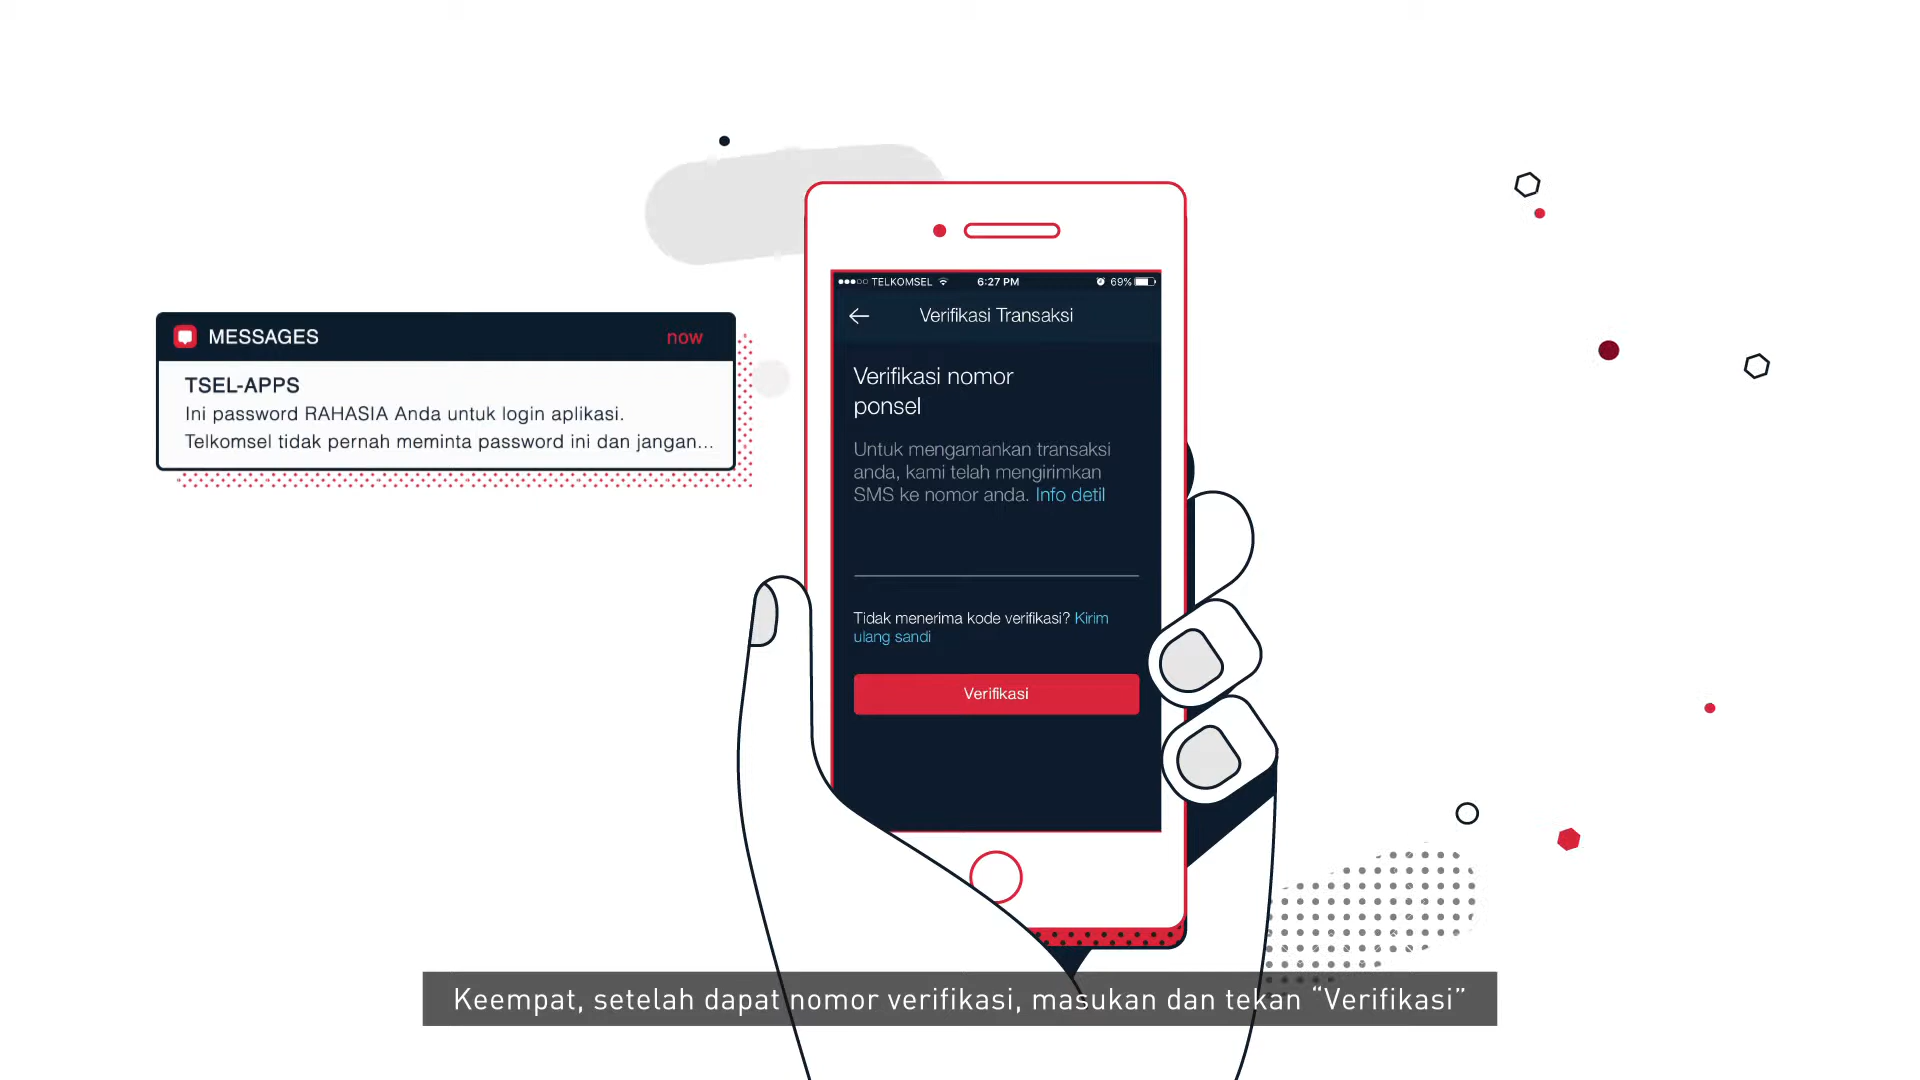 MESSAGES now
TSEL-APPS
Ini password RAHASIA Anda untuk login aplikasi.
Telkomsel tidak pernah meminta password ini dan jangan...
TELKOMSEL 6:27 PM 69%
Verifikasi Transaksi
Verifikasi nomor
ponsel
Untuk mengamankan transaksi
anda, kami telah mengirimkan
SMS ke nomor anda. Info detil
Tidak menerima kode verifikasi? Kirim
ulang sandi
Verifikasi
Keempat, setelah dapat nomor verifikasi, masukan dan tekan “Verifikasi”